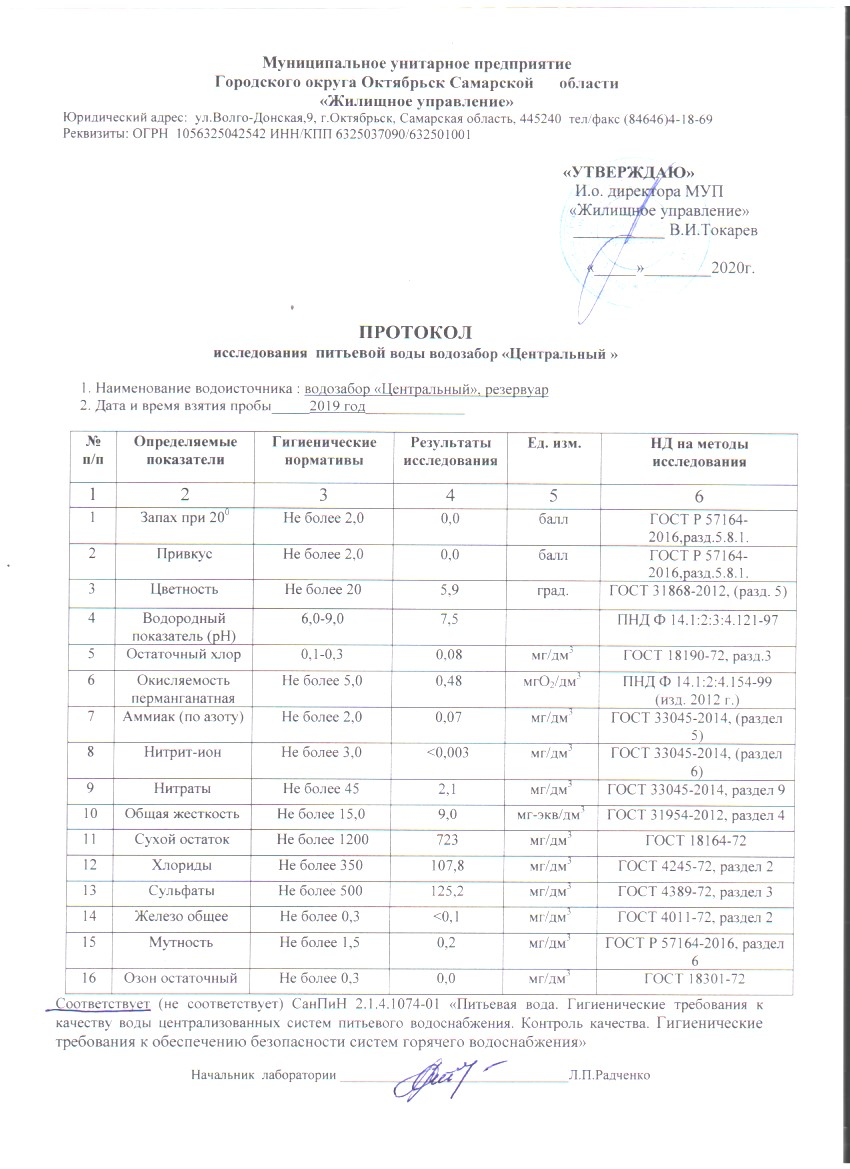 Муниципальное унитарное предприятие
Городского округа Октябрьск Самарской области
«Жилищное управление»
Юридический адрес: ул.Волго-Донская,9, г.Октябрьск, Самарская область, 445240 тел/факс (84646)4-18-69
Реквизиты: ОГРН 1056325042542 ИНН/КПП 6325037090/632501001
«УТВЕРЖДАЮ»
И.о. директора МУП
«Жилищное управление»
___________ В.И.Токарев
«_____»________2020г.
ПРОТОКОЛ
исследования питьевой воды водозабор «Центральный »
1. Наименование водоисточника : водозабор «Центральный», резервуар
2. Дата и время взятия пробы_____2019 год_____________
№ п/п Определяемые показатели Гигиенические нормативы Результаты исследования Ед. изм. НД на методы исследования
1 2 3 4 5 6
1 Запах при 20⁰ Не более 2,0 0,0 балл ГОСТ Р 57164-2016,разд.5.8.1.
2 Привкус Не более 2,0 0,0 балл ГОСТ Р 57164-2016,разд.5.8.1.
3 Цветность Не более 20 5,9 град. ГОСТ 31868-2012, (разд. 5)
4 Водородный показатель (рН) 6,0-9,0 7,5 ПНД Ф 14.1:2:3:4.121-97
5 Остаточный хлор 0,1-0,3 0,08 мг/дм³ ГОСТ 18190-72, разд.3
6 Окисляемость перманганатная Не более 5,0 0,48 мгО₂/дм³ ПНД Ф 14.1:2:4.154-99 (изд. 2012 г.)
7 Аммиак (по азоту) Не более 2,0 0,07 мг/дм³ ГОСТ 33045-2014, (раздел 5)
8 Нитрит-ион Не более 3,0 <0,003 мг/дм³ ГОСТ 33045-2014, (раздел 6)
9 Нитраты Не более 45 2,1 мг/дм³ ГОСТ 33045-2014, раздел 9
10 Общая жесткость Не более 15,0 9,0 мг-экв/дм³ ГОСТ 31954-2012, раздел 4
11 Сухой остаток Не более 1200 723 мг/дм³ ГОСТ 18164-72
12 Хлориды Не более 350 107,8 мг/дм³ ГОСТ 4245-72, раздел 2
13 Сульфаты Не более 500 125,2 мг/дм³ ГОСТ 4389-72, раздел 3
14 Железо общее Не более 0,3 <0,1 мг/дм³ ГОСТ 4011-72, раздел 2
15 Мутность Не более 1,5 0,2 мг/дм³ ГОСТ Р 57164-2016, раздел 6
16 Озон остаточный Не более 0,3 0,0 мг/дм³ ГОСТ 18301-72
Соответствует (не соответствует) СанПиН 2.1.4.1074-01 «Питьевая вода. Гигиенические требования к
качеству воды централизованных систем питьевого водоснабжения. Контроль качества. Гигиенические
требования к обеспечению безопасности систем горячего водоснабжения»
Начальник лаборатории ______________________________Л.П.Радченко